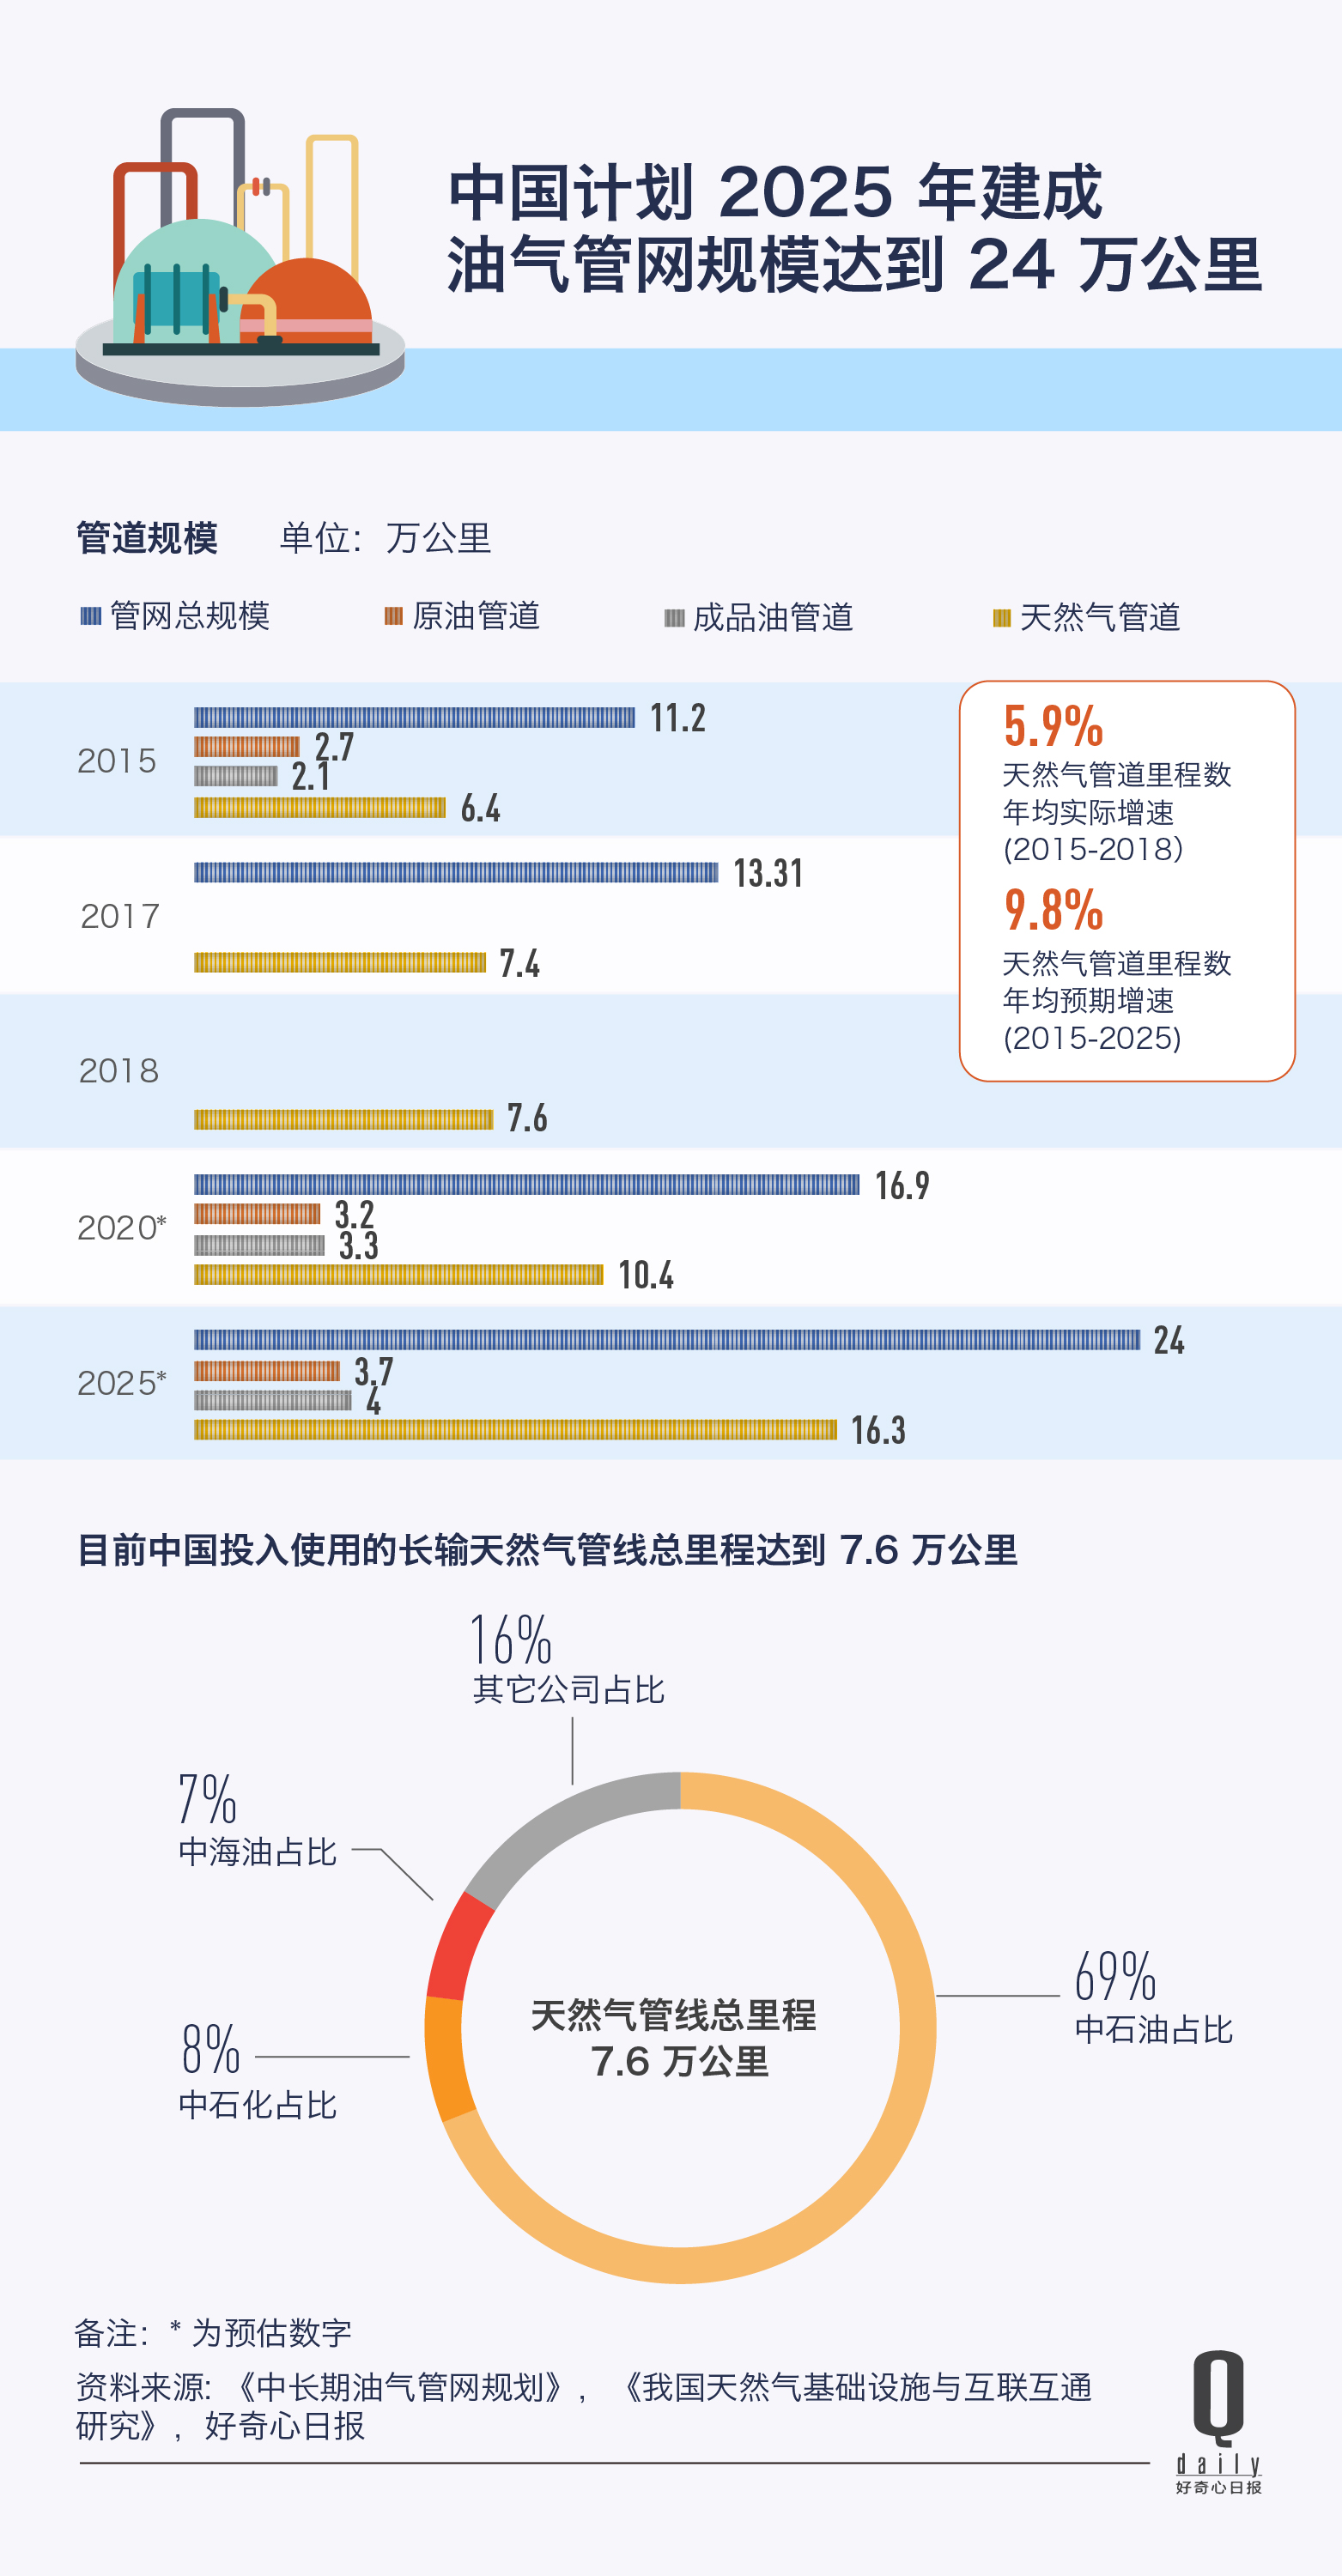 中国计划 2025 年建成
油气管网规模达到 24 万公里
管道规模 单位：万公里
管网总规模 原油管道 成品油管道 天然气管道
2015
11.2
2.7
2.1
6.4
5.9%
天然气管道里程数
年均实际增速
(2015-2018）
9.8%
天然气管道里程数
年均预期增速
(2015-2025)
2017
13.31
7.4
2018
7.6
2020*
16.9
3.2
3.3
10.4
2025*
24
3.7
4
16.3
目前中国投入使用的长输天然气管线总里程达到 7.6 万公里
16%
其它公司占比
7%
中海油占比
69%
中石油占比
8%
中石化占比
天然气管线总里程
7.6 万公里
备注：* 为预估数字
资料来源：《中长期油气管网规划》，《我国天然气基础设施与互联互通
研究》，好奇心日报
Q
daily
好奇心日报